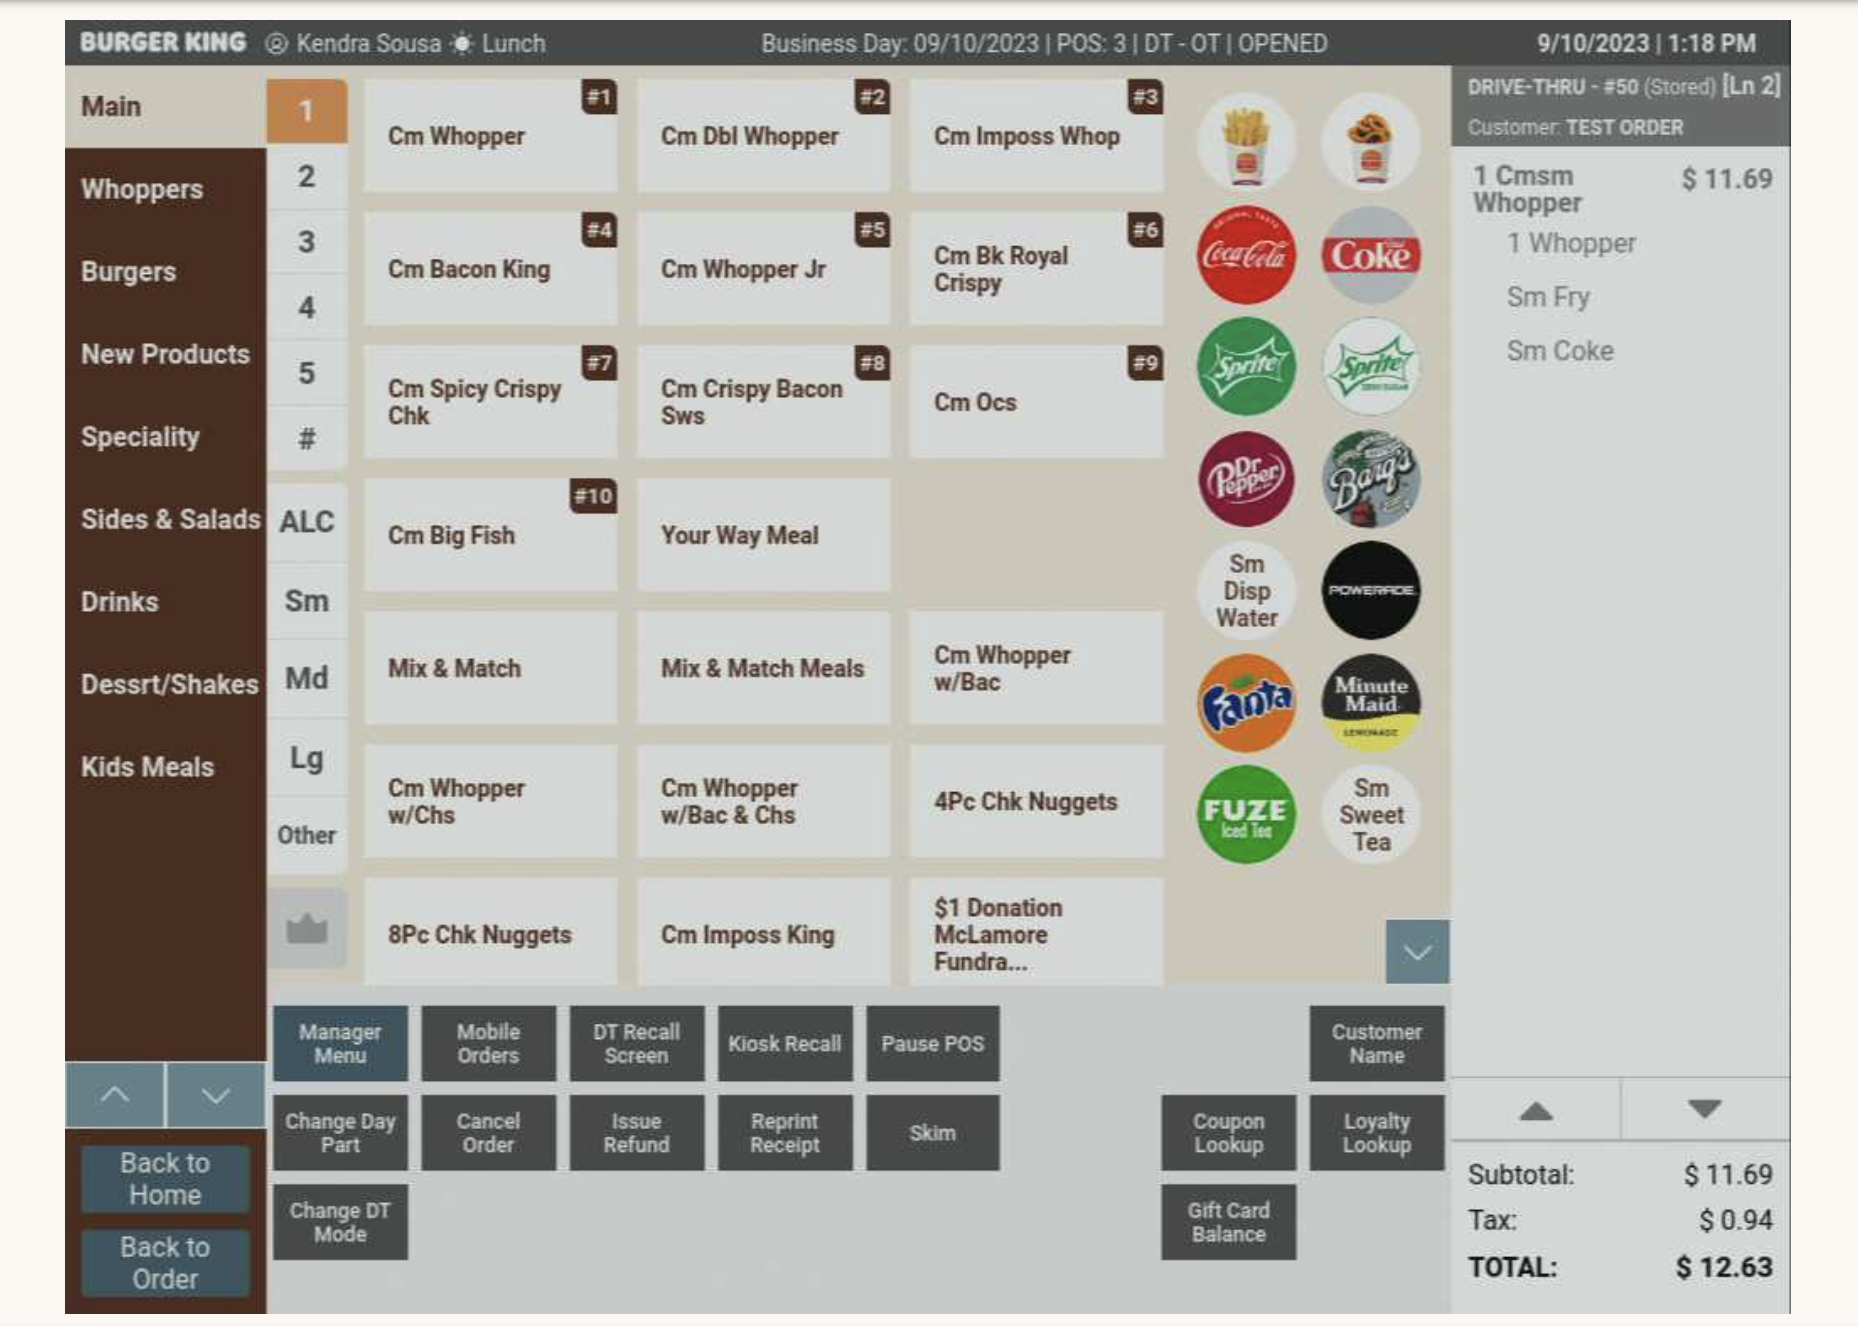 BURGER KING Kendra Sousa Lunch
Business Day: 09/10/2023 | POS: 3 | DT - OT | OPENED
9/10/2023 | 1:18 PM
Main
Whoppers
Burgers
New Products
Speciality
Sides & Salads
Drinks
Dessrt/Shakes
Kids Meals
Back to
Home
Back to
Order
1
2
3
4
5
#
ALC
Sm
Md
Lg
Other
#1
Cm Whopper
#2
Cm Dbl Whopper
#3
Cm Imposs Whop
#4
Cm Bacon King
#5
Cm Whopper Jr
#6
Cm Bk Royal
Crispy
#7
Cm Spicy Crispy
Chk
#8
Cm Crispy Bacon
Sws
#9
Cm Ocs
#10
Cm Big Fish
Your Way Meal
Mix & Match
Mix & Match Meals
Cm Whopper
w/Bac
Cm Whopper
w/Chs
Cm Whopper
w/Bac & Chs
4Pc Chk Nuggets
8Pc Chk Nuggets
Cm Imposs King
$1 Donation
McLamore
Fundra...
ORIGINAL TASTE
Coca-Cola
Coke
Sprite
Sprite
ZERO SUGAR
Dr
Pepper
Barq's
Sm
Disp
Water
POWERADE
Fanta
Minute
Maid
LEMONADE
FUZE
Iced Tea
Sm
Sweet
Tea
Manager
Menu
Mobile
Orders
DT Recall
Screen
Kiosk Recall
Pause POS
Customer
Name
Change Day
Part
Cancel
Order
Issue
Refund
Reprint
Receipt
Skim
Coupon
Lookup
Loyalty
Lookup
Change DT
Mode
Gift Card
Balance
DRIVE-THRU - #50 (Stored) [Ln 2]
Customer: TEST ORDER
1 Cmsm $ 11.69
Whopper
1 Whopper
Sm Fry
Sm Coke
Subtotal: $ 11.69
Tax: $ 0.94
TOTAL: $ 12.63